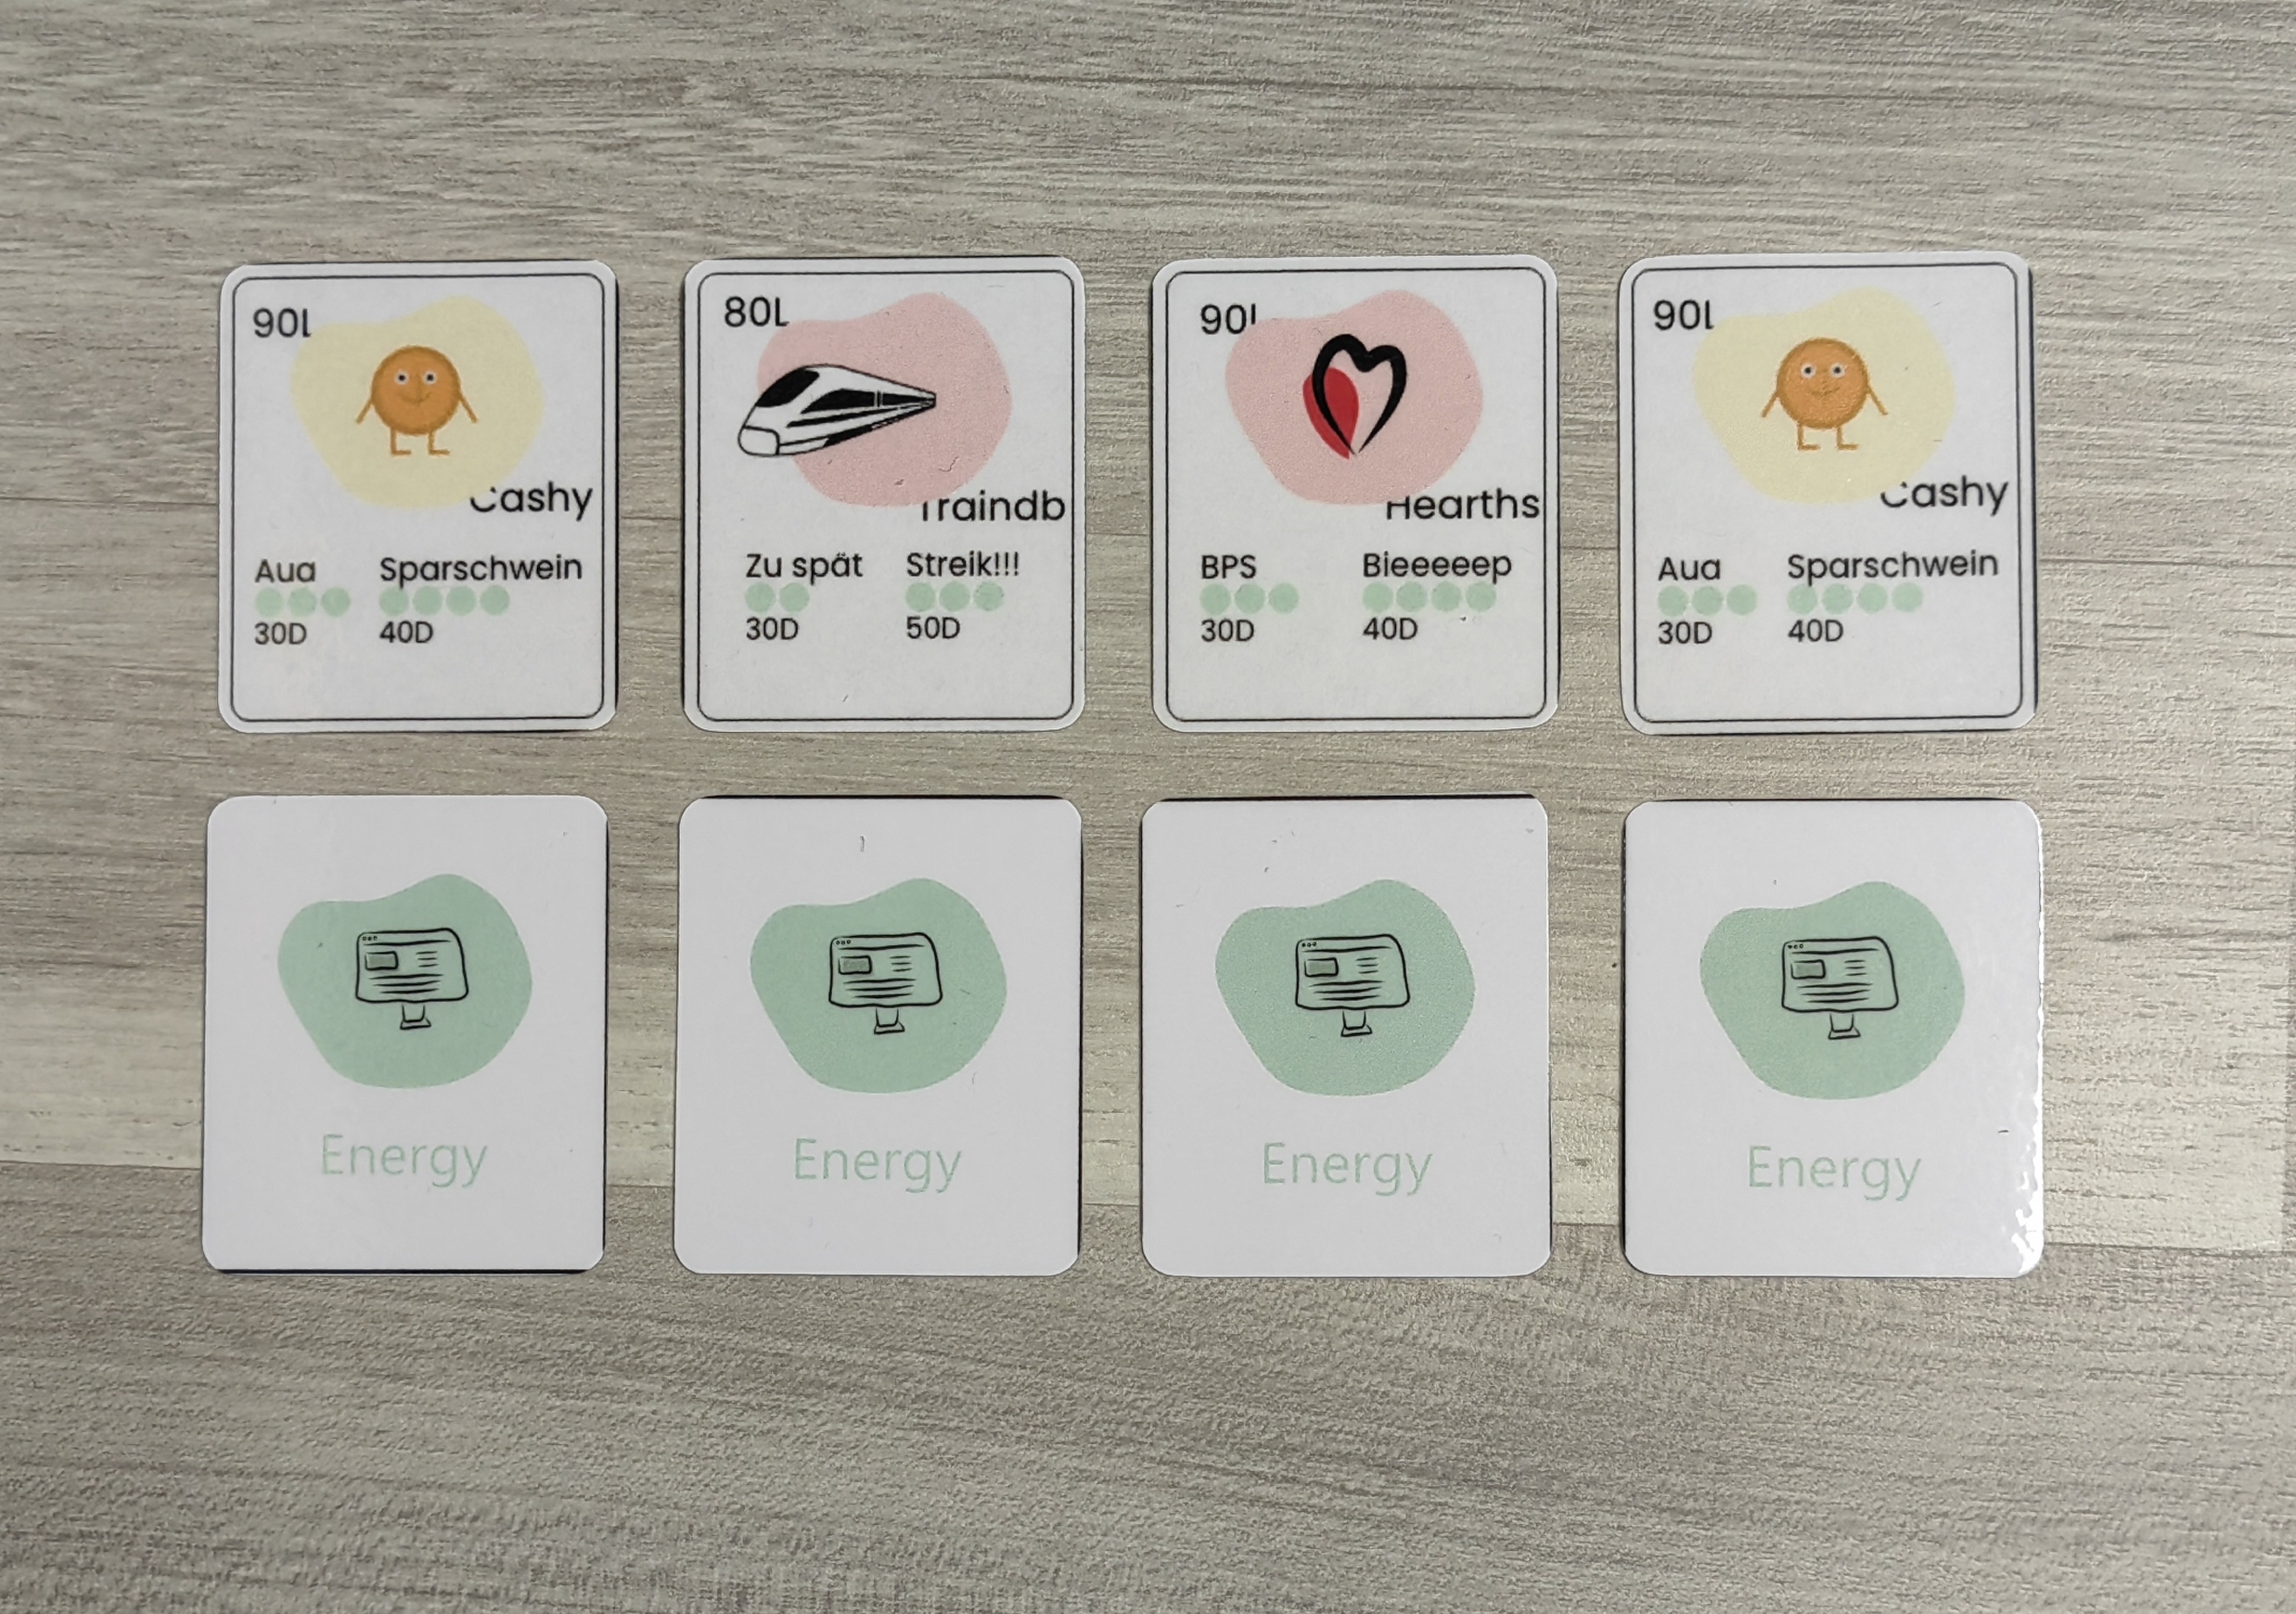 90L
Cashy
Aua Sparschwein
30D 40D
80L
Traindb
Zu spät Streik!!!
30D 50D
90L
Hearths
BPS Bieeeeep
30D 40D
90L
Cashy
Aua Sparschwein
30D 40D
Energy
Energy
Energy
Energy